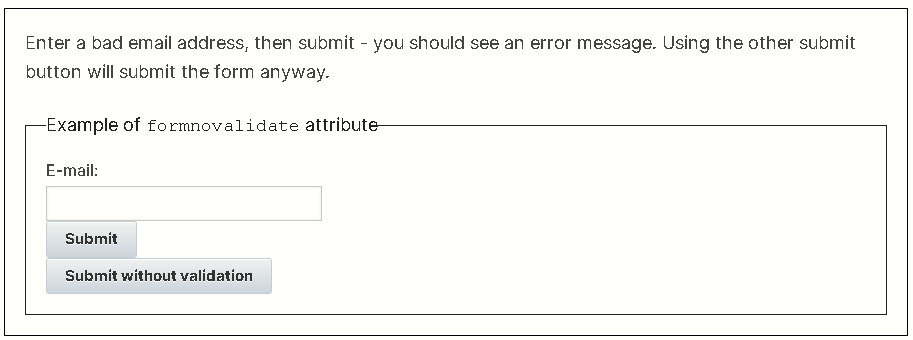 Enter a bad email address, then submit - you should see an error message. Using the other submit
button will submit the form anyway.
Example of formnovalidate attribute
E-mail:
Submit
Submit without validation